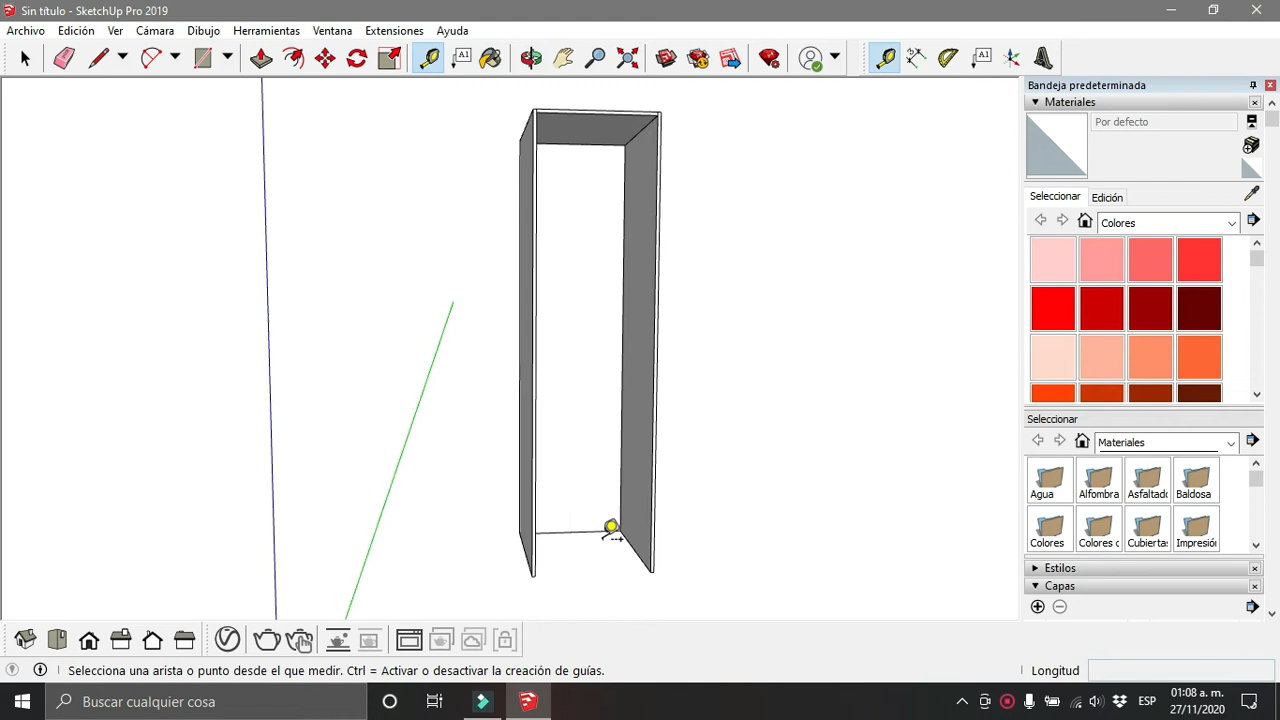 Sin título - SketchUp Pro 2019
Archivo Edición Ver Cámara Dibujo Herramientas Ventana Extensiones Ayuda
A1
A1
Bandeja predeterminada
Materiales
Por defecto
Seleccionar Edición
Colores
Seleccionar
Materiales
Agua Alfombra Asfaltado Baldosa
Colores Colores c Cubiertas Impresió
Estilos
Capas
Selecciona una arista o punto desde el que medir. Ctrl = Activar o desactivar la creación de guías.
Longitud
Buscar cualquier cosa
ESP
01:08 a. m.
27/11/2020